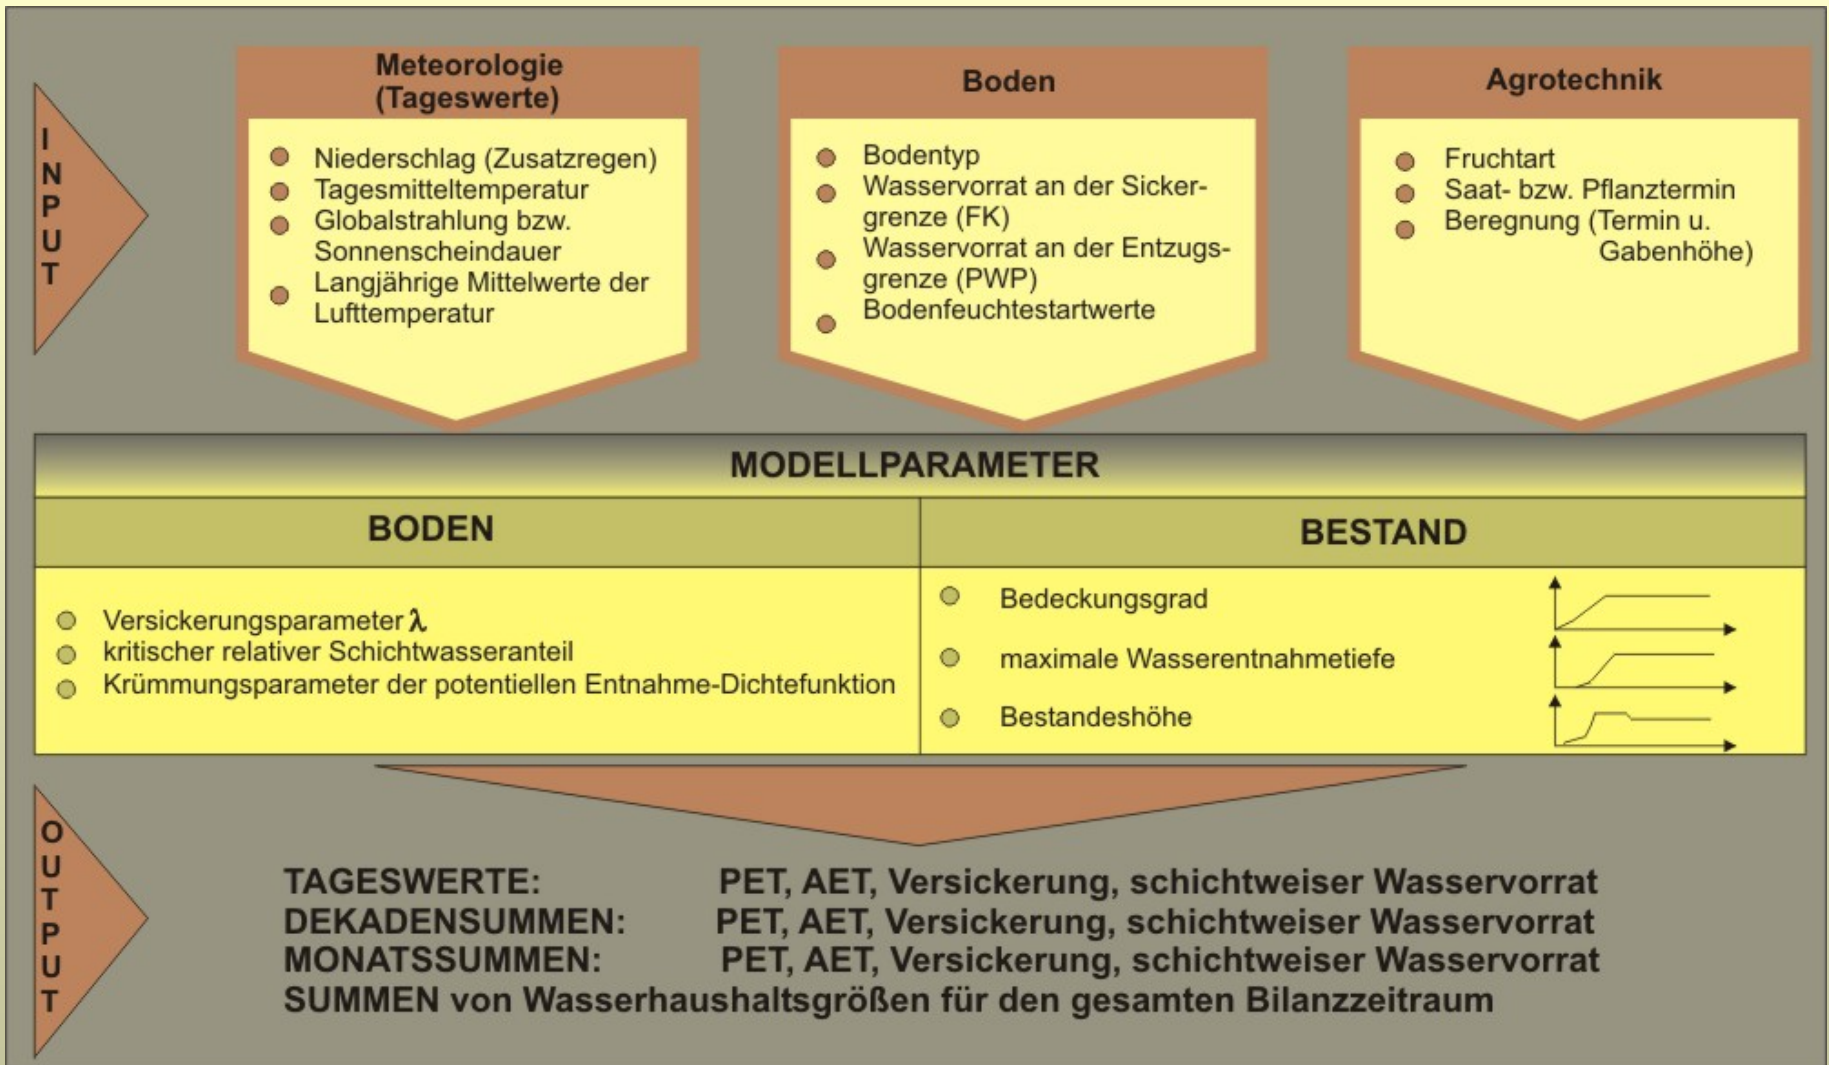 INPUT
Meteorologie
(Tageswerte)
Niederschlag (Zusatzregen)
Tagesmitteltemperatur
Globalstrahlung bzw.
Sonnenscheindauer
Langjährige Mittelwerte der
Lufttemperatur
Boden
Bodentyp
Wasservorrat an der Sicker-
grenze (FK)
Wasservorrat an der Entzugs-
grenze (PWP)
Bodenfeuchtestartwerte
Agrotechnik
Fruchtart
Saat- bzw. Pflanztermin
Beregnung (Termin u.
Gabenhöhe)
MODELLPARAMETER
BODEN
Versickerungsparameter λ
kritischer relativer Schichtwasseranteil
Krümmungsparameter der potentiellen Entnahme-Dichtefunktion
BESTAND
Bedeckungsgrad
maximale Wasserentnahmetiefe
Bestandeshöhe
OUTPUT
TAGESWERTE: PET, AET, Versickerung, schichtweiser Wasservorrat
DEKADENSUMMEN: PET, AET, Versickerung, schichtweiser Wasservorrat
MONATSSUMMEN: PET, AET, Versickerung, schichtweiser Wasservorrat
SUMMEN von Wasserhaushaltsgrößen für den gesamten Bilanzzeitraum